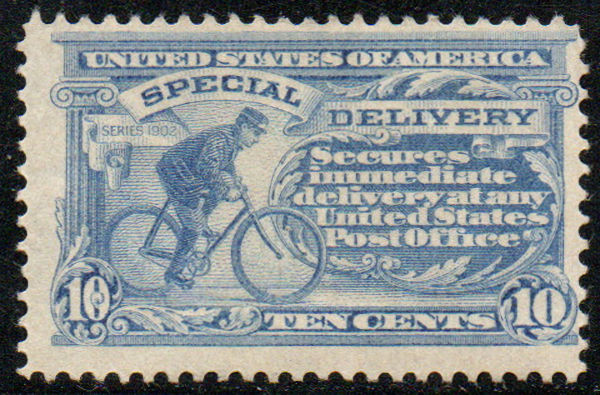 UNITED STATES OF AMERICA
SPECIAL
DELIVERY
SERIES 1902
Secures
immediate
delivery at any
United States
Post Office
10
TEN CENTS
10